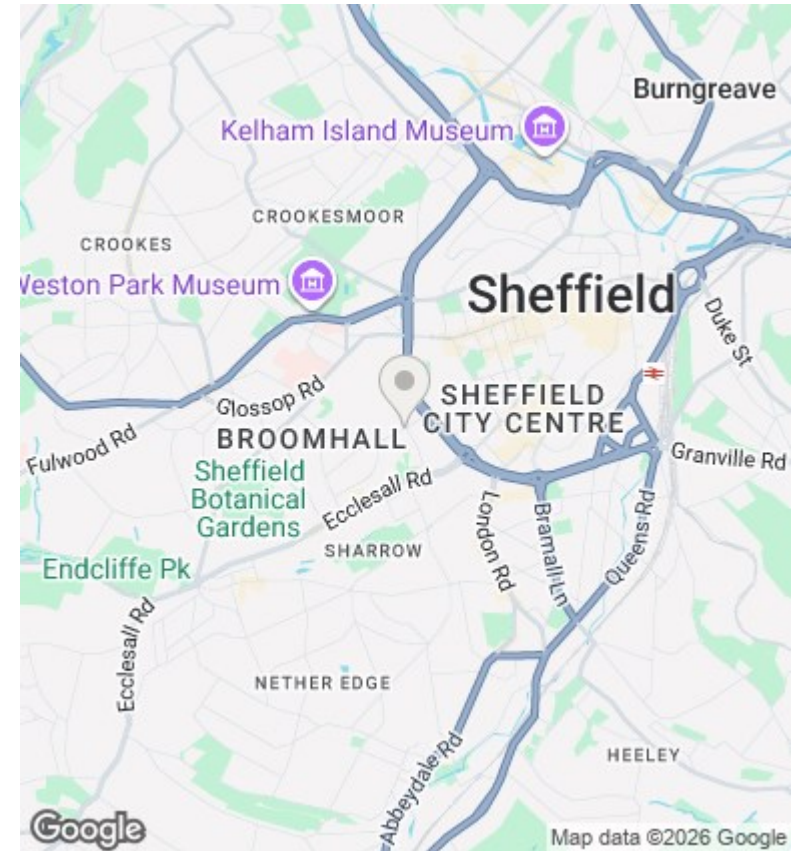 Burngreave
Kelham Island Museum
CROOKESMOOR
CROOKES
Weston Park Museum
Sheffield
Duke St
Glossop Rd
SHEFFIELD
CITY CENTRE
BROOMHALL
Fulwood Rd
Granville Rd
Sheffield
Botanical
Gardens
Ecclesall Rd
London Rd
Bramall Ln
Queens Rd
SHARROW
Endcliffe Pk
Ecclesall Rd
NETHER EDGE
Abbeydale Rd
HEELEY
Google
Map data ©2026 Google